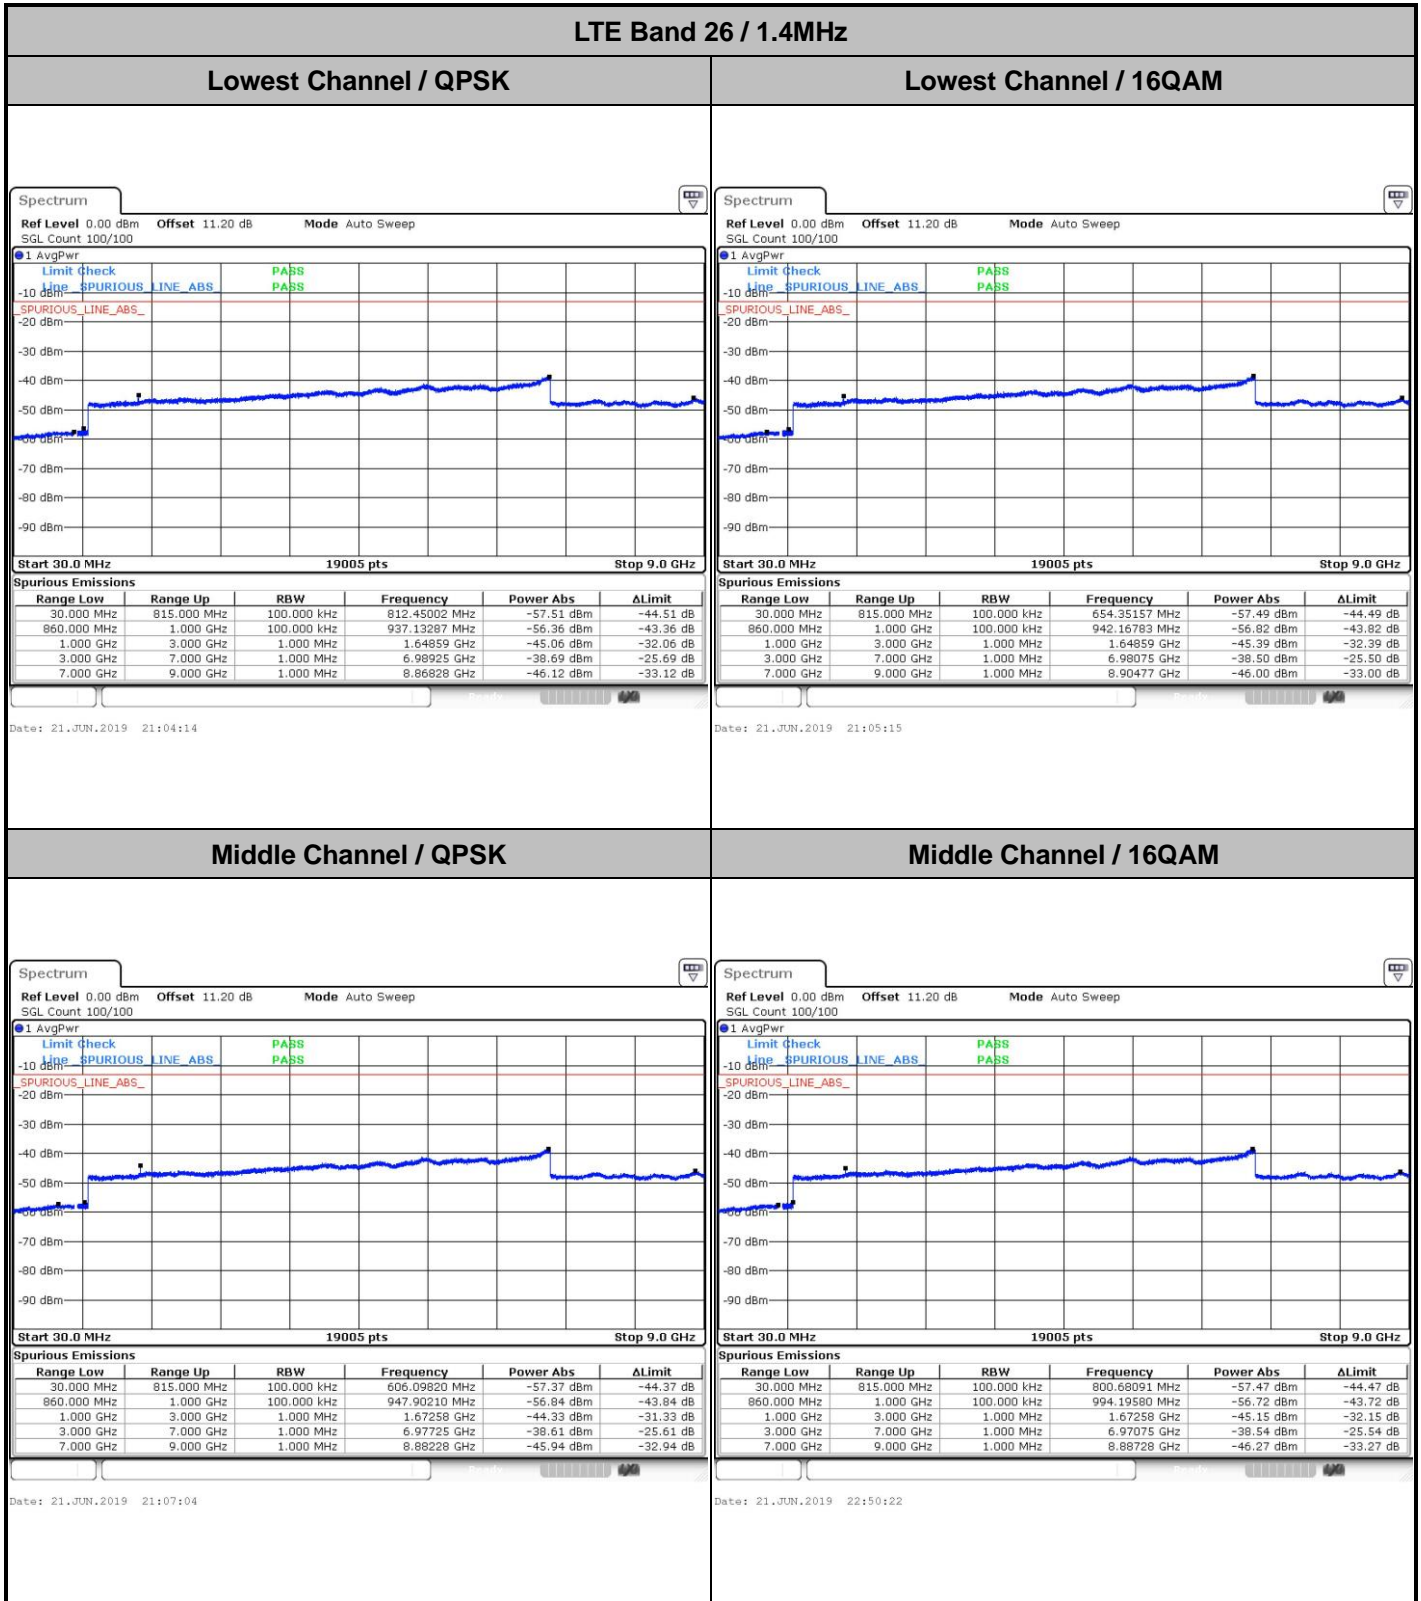 LTE Band 26 / 1.4MHz
Lowest Channel / QPSK
Lowest Channel / 16QAM
Spectrum
Ref Level 0.00 dBm Offset 11.20 dB Mode Auto Sweep
SGL Count 100/100
1 AvgPwr
Limit Check PASS
Line _SPURIOUS_LINE_ABS_ PASS
-10 dBm
_SPURIOUS_LINE_ABS_
-20 dBm
-30 dBm
-40 dBm
-50 dBm
-60 dBm
-70 dBm
-80 dBm
-90 dBm
Start 30.0 MHz 19005 pts Stop 9.0 GHz
Spurious Emissions
Range Low Range Up RBW Frequency Power Abs ΔLimit
30.000 MHz 815.000 MHz 100.000 kHz 812.45002 MHz -57.51 dBm -44.51 dB
860.000 MHz 1.000 GHz 100.000 kHz 937.13287 MHz -56.36 dBm -43.36 dB
1.000 GHz 3.000 GHz 1.000 MHz 1.64859 GHz -45.06 dBm -32.06 dB
3.000 GHz 7.000 GHz 1.000 MHz 6.98925 GHz -38.69 dBm -25.69 dB
7.000 GHz 9.000 GHz 1.000 MHz 8.86828 GHz -46.12 dBm -33.12 dB
Ready
Date: 21.JUN.2019 21:04:14
Spectrum
Ref Level 0.00 dBm Offset 11.20 dB Mode Auto Sweep
SGL Count 100/100
1 AvgPwr
Limit Check PASS
Line _SPURIOUS_LINE_ABS_ PASS
-10 dBm
_SPURIOUS_LINE_ABS_
-20 dBm
-30 dBm
-40 dBm
-50 dBm
-60 dBm
-70 dBm
-80 dBm
-90 dBm
Start 30.0 MHz 19005 pts Stop 9.0 GHz
Spurious Emissions
Range Low Range Up RBW Frequency Power Abs ΔLimit
30.000 MHz 815.000 MHz 100.000 kHz 654.35157 MHz -57.49 dBm -44.49 dB
860.000 MHz 1.000 GHz 100.000 kHz 942.16783 MHz -56.82 dBm -43.82 dB
1.000 GHz 3.000 GHz 1.000 MHz 1.64859 GHz -45.39 dBm -32.39 dB
3.000 GHz 7.000 GHz 1.000 MHz 6.98075 GHz -38.50 dBm -25.50 dB
7.000 GHz 9.000 GHz 1.000 MHz 8.90477 GHz -46.00 dBm -33.00 dB
Ready
Date: 21.JUN.2019 21:05:15
Middle Channel / QPSK
Middle Channel / 16QAM
Spectrum
Ref Level 0.00 dBm Offset 11.20 dB Mode Auto Sweep
SGL Count 100/100
1 AvgPwr
Limit Check PASS
Line _SPURIOUS_LINE_ABS_ PASS
-10 dBm
_SPURIOUS_LINE_ABS_
-20 dBm
-30 dBm
-40 dBm
-50 dBm
-60 dBm
-70 dBm
-80 dBm
-90 dBm
Start 30.0 MHz 19005 pts Stop 9.0 GHz
Spurious Emissions
Range Low Range Up RBW Frequency Power Abs ΔLimit
30.000 MHz 815.000 MHz 100.000 kHz 606.09820 MHz -57.37 dBm -44.37 dB
860.000 MHz 1.000 GHz 100.000 kHz 947.90210 MHz -56.84 dBm -43.84 dB
1.000 GHz 3.000 GHz 1.000 MHz 1.67258 GHz -44.33 dBm -31.33 dB
3.000 GHz 7.000 GHz 1.000 MHz 6.97725 GHz -38.61 dBm -25.61 dB
7.000 GHz 9.000 GHz 1.000 MHz 8.88228 GHz -45.94 dBm -32.94 dB
Ready
Date: 21.JUN.2019 21:07:04
Spectrum
Ref Level 0.00 dBm Offset 11.20 dB Mode Auto Sweep
SGL Count 100/100
1 AvgPwr
Limit Check PASS
Line _SPURIOUS_LINE_ABS_ PASS
-10 dBm
_SPURIOUS_LINE_ABS_
-20 dBm
-30 dBm
-40 dBm
-50 dBm
-60 dBm
-70 dBm
-80 dBm
-90 dBm
Start 30.0 MHz 19005 pts Stop 9.0 GHz
Spurious Emissions
Range Low Range Up RBW Frequency Power Abs ΔLimit
30.000 MHz 815.000 MHz 100.000 kHz 800.68091 MHz -57.47 dBm -44.47 dB
860.000 MHz 1.000 GHz 100.000 kHz 994.19580 MHz -56.72 dBm -43.72 dB
1.000 GHz 3.000 GHz 1.000 MHz 1.67258 GHz -45.15 dBm -32.15 dB
3.000 GHz 7.000 GHz 1.000 MHz 6.97075 GHz -38.54 dBm -25.54 dB
7.000 GHz 9.000 GHz 1.000 MHz 8.88728 GHz -46.27 dBm -33.27 dB
Ready
Date: 21.JUN.2019 22:50:22